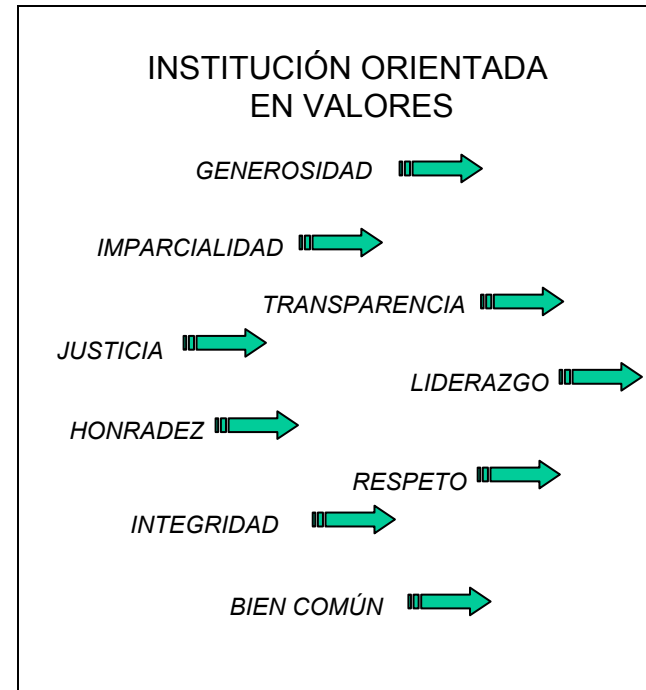 INSTITUCIÓN ORIENTADA
EN VALORES
GENEROSIDAD
IMPARCIALIDAD
TRANSPARENCIA
JUSTICIA
LIDERAZGO
HONRADEZ
RESPETO
INTEGRIDAD
BIEN COMÚN